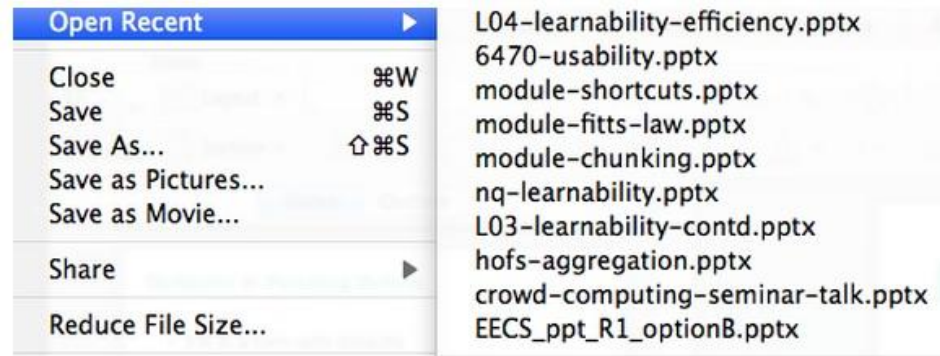 Open Recent ▶
Close ⌘W
Save ⌘S
Save As... ⇧⌘S
Save as Pictures...
Save as Movie...
Share ▶
Reduce File Size...
L04-learnability-efficiency.pptx
6470-usability.pptx
module-shortcuts.pptx
module-fitts-law.pptx
module-chunking.pptx
nq-learnability.pptx
L03-learnability-contd.pptx
hofs-aggregation.pptx
crowd-computing-seminar-talk.pptx
EECS_ppt_R1_optionB.pptx